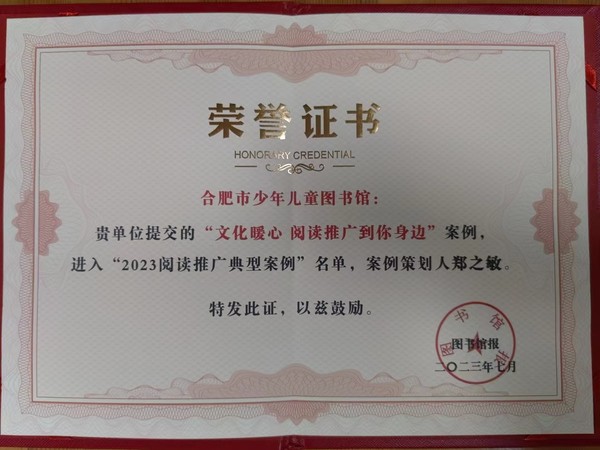 荣誉证书
HONORARY CREDENTIAL
合肥市少年儿童图书馆：
贵单位提交的“文化暖心 阅读推广到你身边”案例，
进入“2023阅读推广典型案例”名单，案例策划人郑之敏。
特发此证，以兹鼓励。
图书馆报
图书馆报
二〇二三年七月